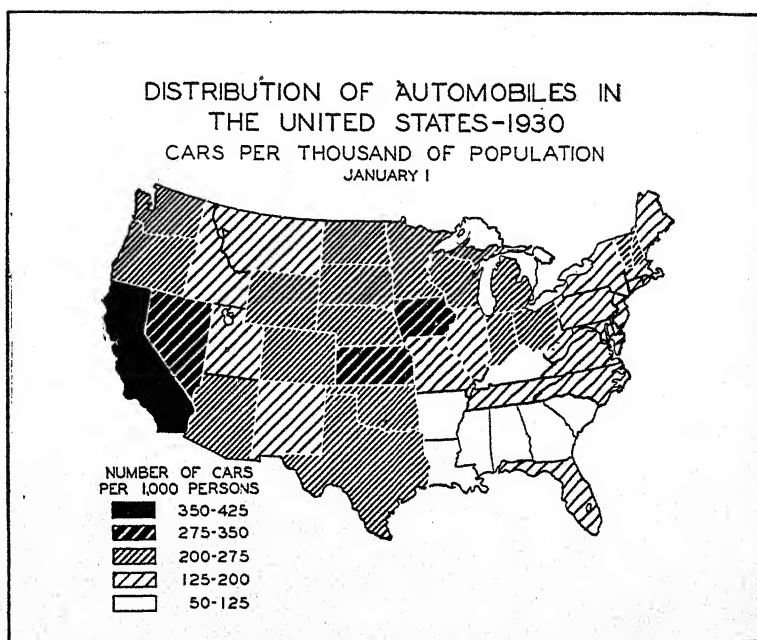 DISTRIBUTION OF AUTOMOBILES IN
THE UNITED STATES-1930
CARS PER THOUSAND OF POPULATION
JANUARY 1
NUMBER OF CARS
PER 1,000 PERSONS
350-425
275-350
200-275
125-200
50-125